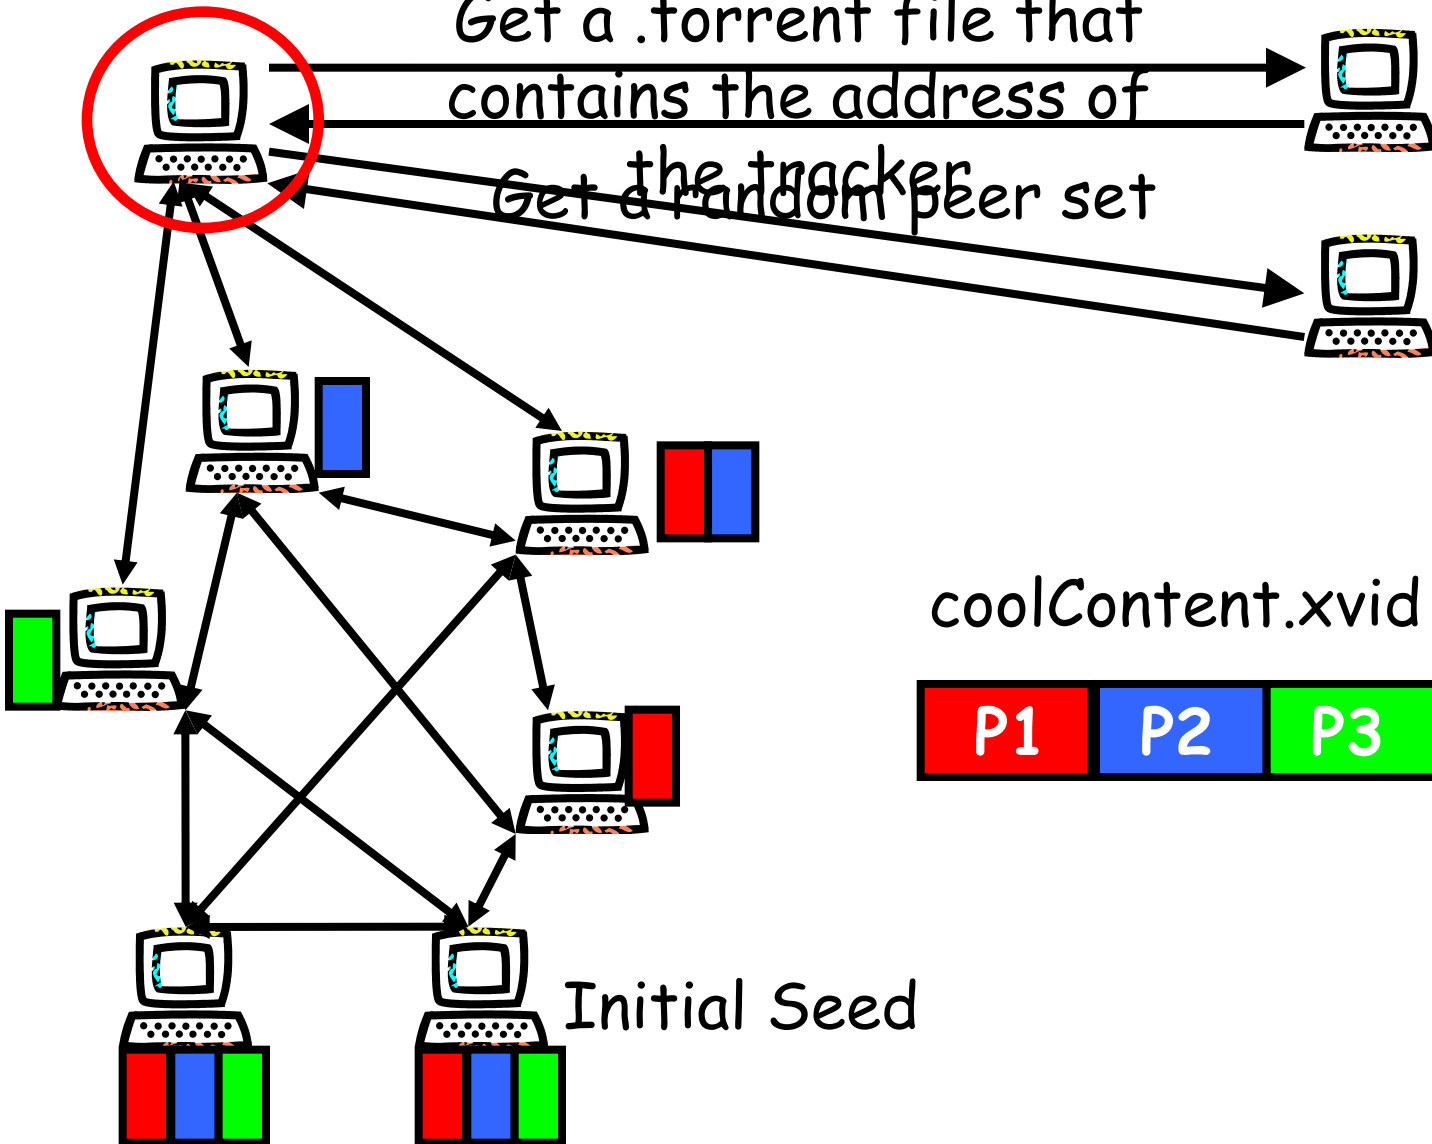 Get a .torrent file that
contains the address of
the tracker
Get a random peer set
coolContent.xvid
P1 P2 P3
Initial Seed